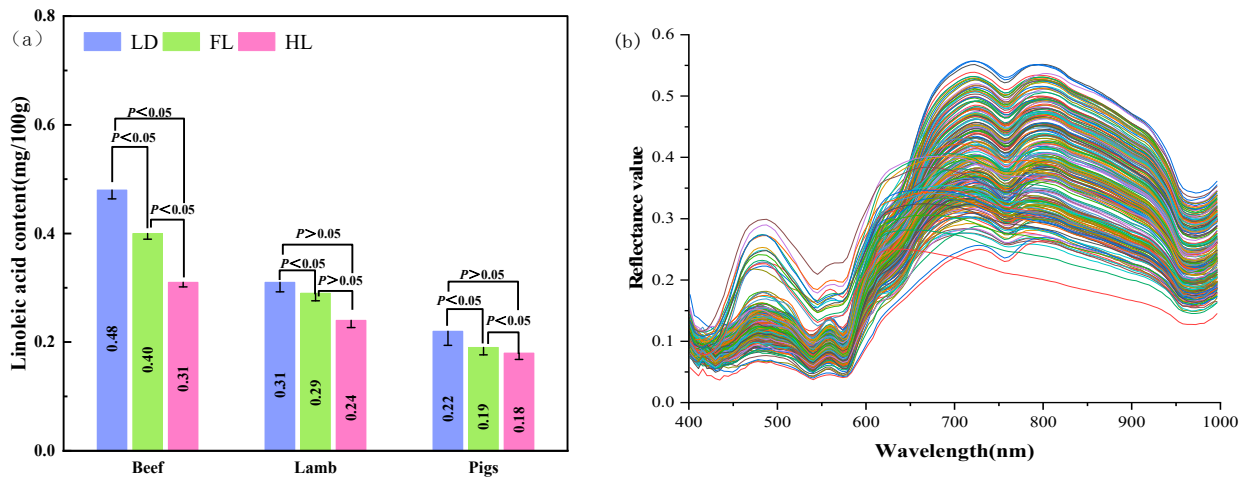 (a)
LD FL HL
Linoleic acid content(mg/100g)
0.8
0.6
0.4
0.2
0.0
P<0.05
P<0.05
P<0.05
P>0.05
P<0.05
P>0.05
P>0.05
P<0.05
P<0.05
0.48
0.40
0.31
0.31
0.29
0.24
0.22
0.19
0.18
Beef Lamb Pigs
(b)
Reflectance value
0.6
0.5
0.4
0.3
0.2
0.1
0.0
400 500 600 700 800 900 1000
Wavelength(nm)